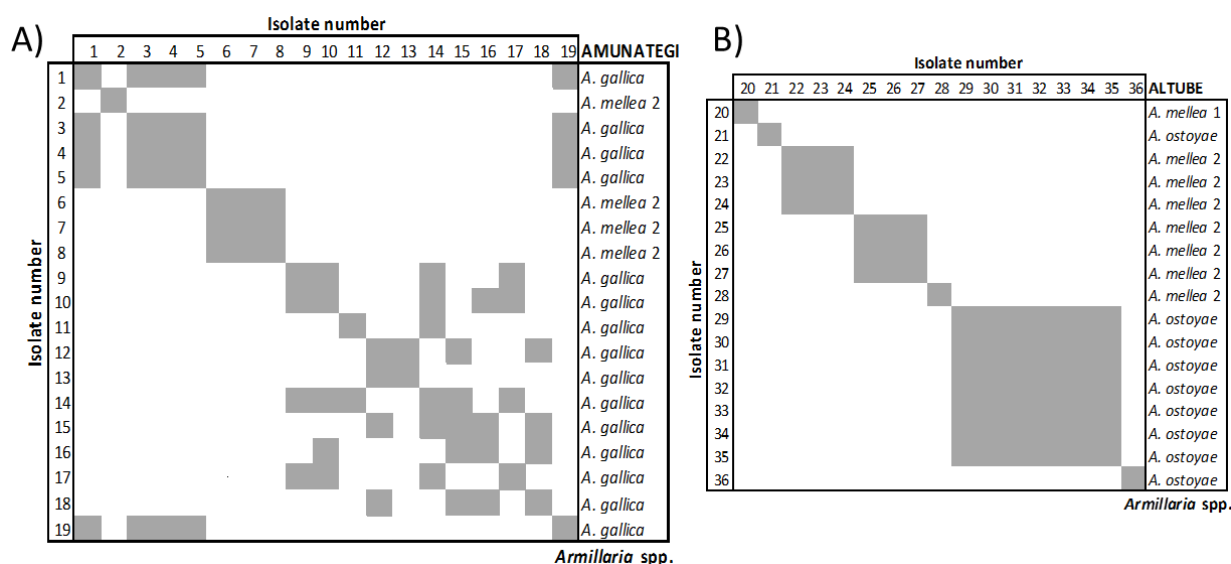 A)
Isolate number
1 2 3 4 5 6 7 8 9 10 11 12 13 14 15 16 17 18 19 AMUNATEGI
1 A. gallica
2 A. mellea 2
3 A. gallica
4 A. gallica
5 A. gallica
6 A. mellea 2
7 A. mellea 2
8 A. mellea 2
9 A. gallica
10 A. gallica
11 A. gallica
12 A. gallica
13 A. gallica
14 A. gallica
15 A. gallica
16 A. gallica
17 A. gallica
18 A. gallica
19 A. gallica
Isolate number
Armillaria spp.
B)
Isolate number
20 21 22 23 24 25 26 27 28 29 30 31 32 33 34 35 36 ALTUBE
20 A. mellea 1
21 A. ostoyae
22 A. mellea 2
23 A. mellea 2
24 A. mellea 2
25 A. mellea 2
26 A. mellea 2
27 A. mellea 2
28 A. mellea 2
29 A. ostoyae
30 A. ostoyae
31 A. ostoyae
32 A. ostoyae
33 A. ostoyae
34 A. ostoyae
35 A. ostoyae
36 A. ostoyae
Isolate number
Armillaria spp.